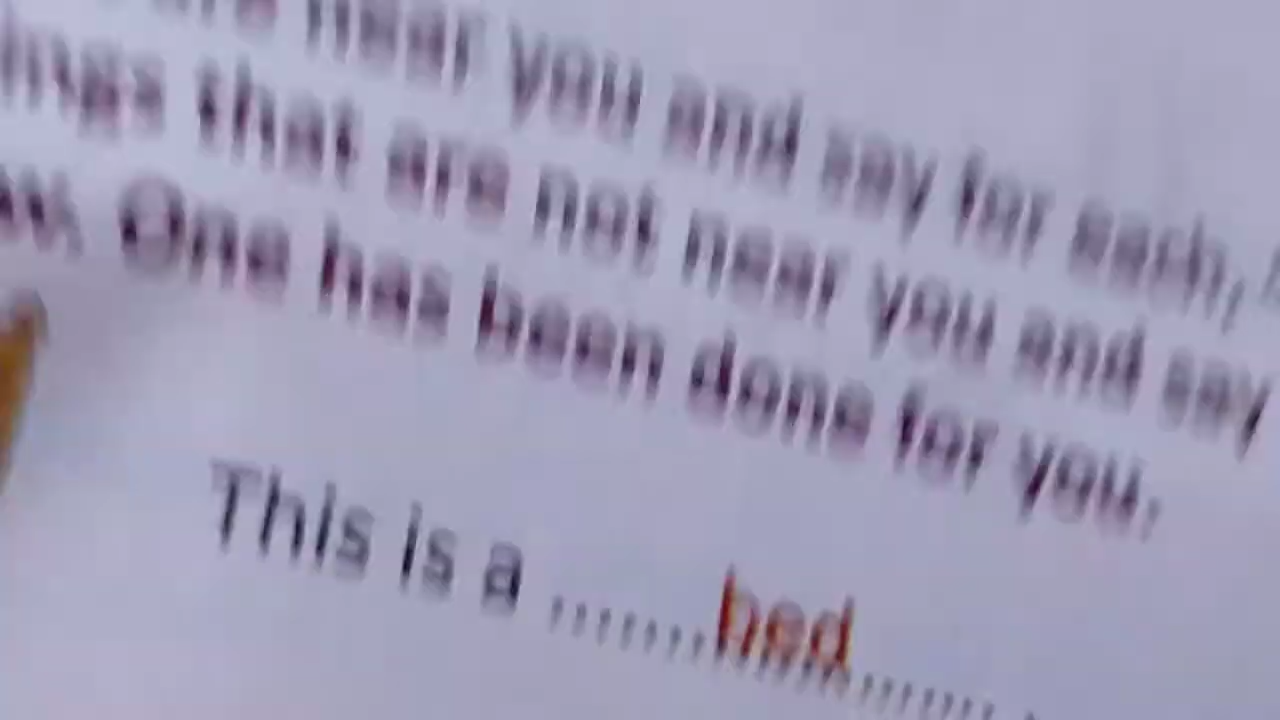 are near you and say for each,
that are not near you and say
One has been done for you.
This is a ........bed........